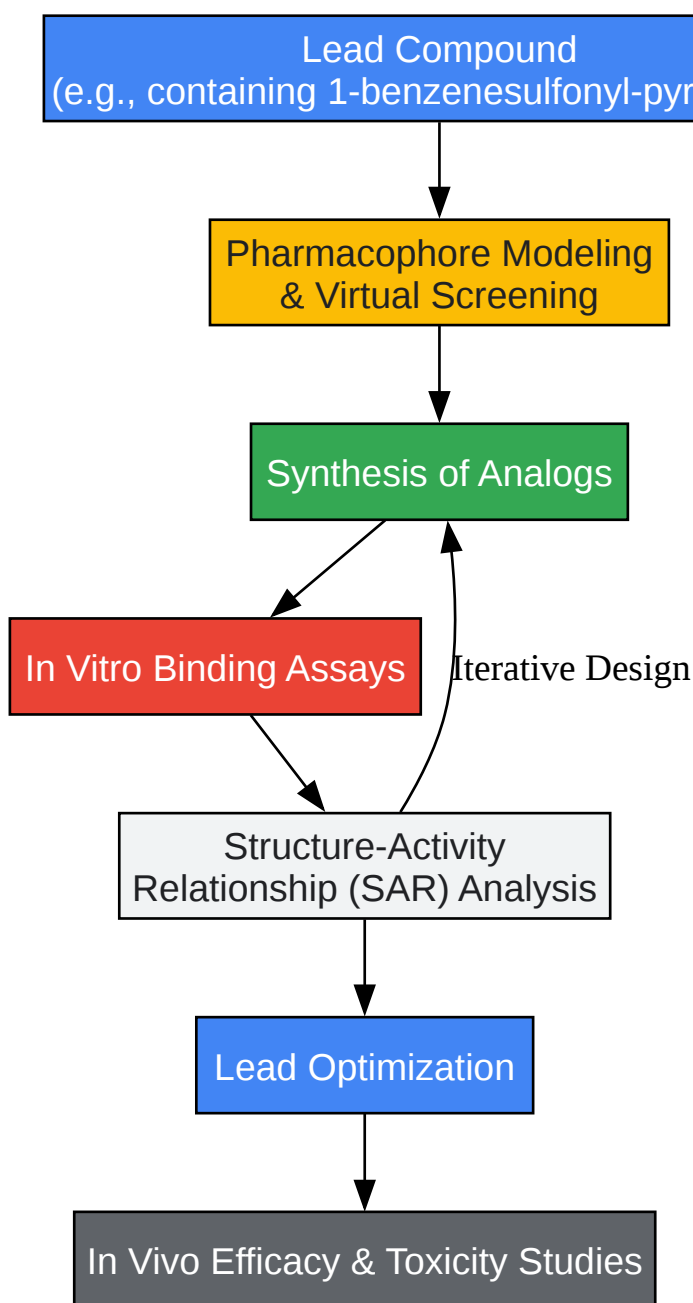 Lead Compound
(e.g., containing 1-benzenesulfonyl-pyr
Pharmacophore Modeling
& Virtual Screening
Synthesis of Analogs
In Vitro Binding Assays
Iterative Design
Structure-Activity
Relationship (SAR) Analysis
Lead Optimization
In Vivo Efficacy & Toxicity Studies